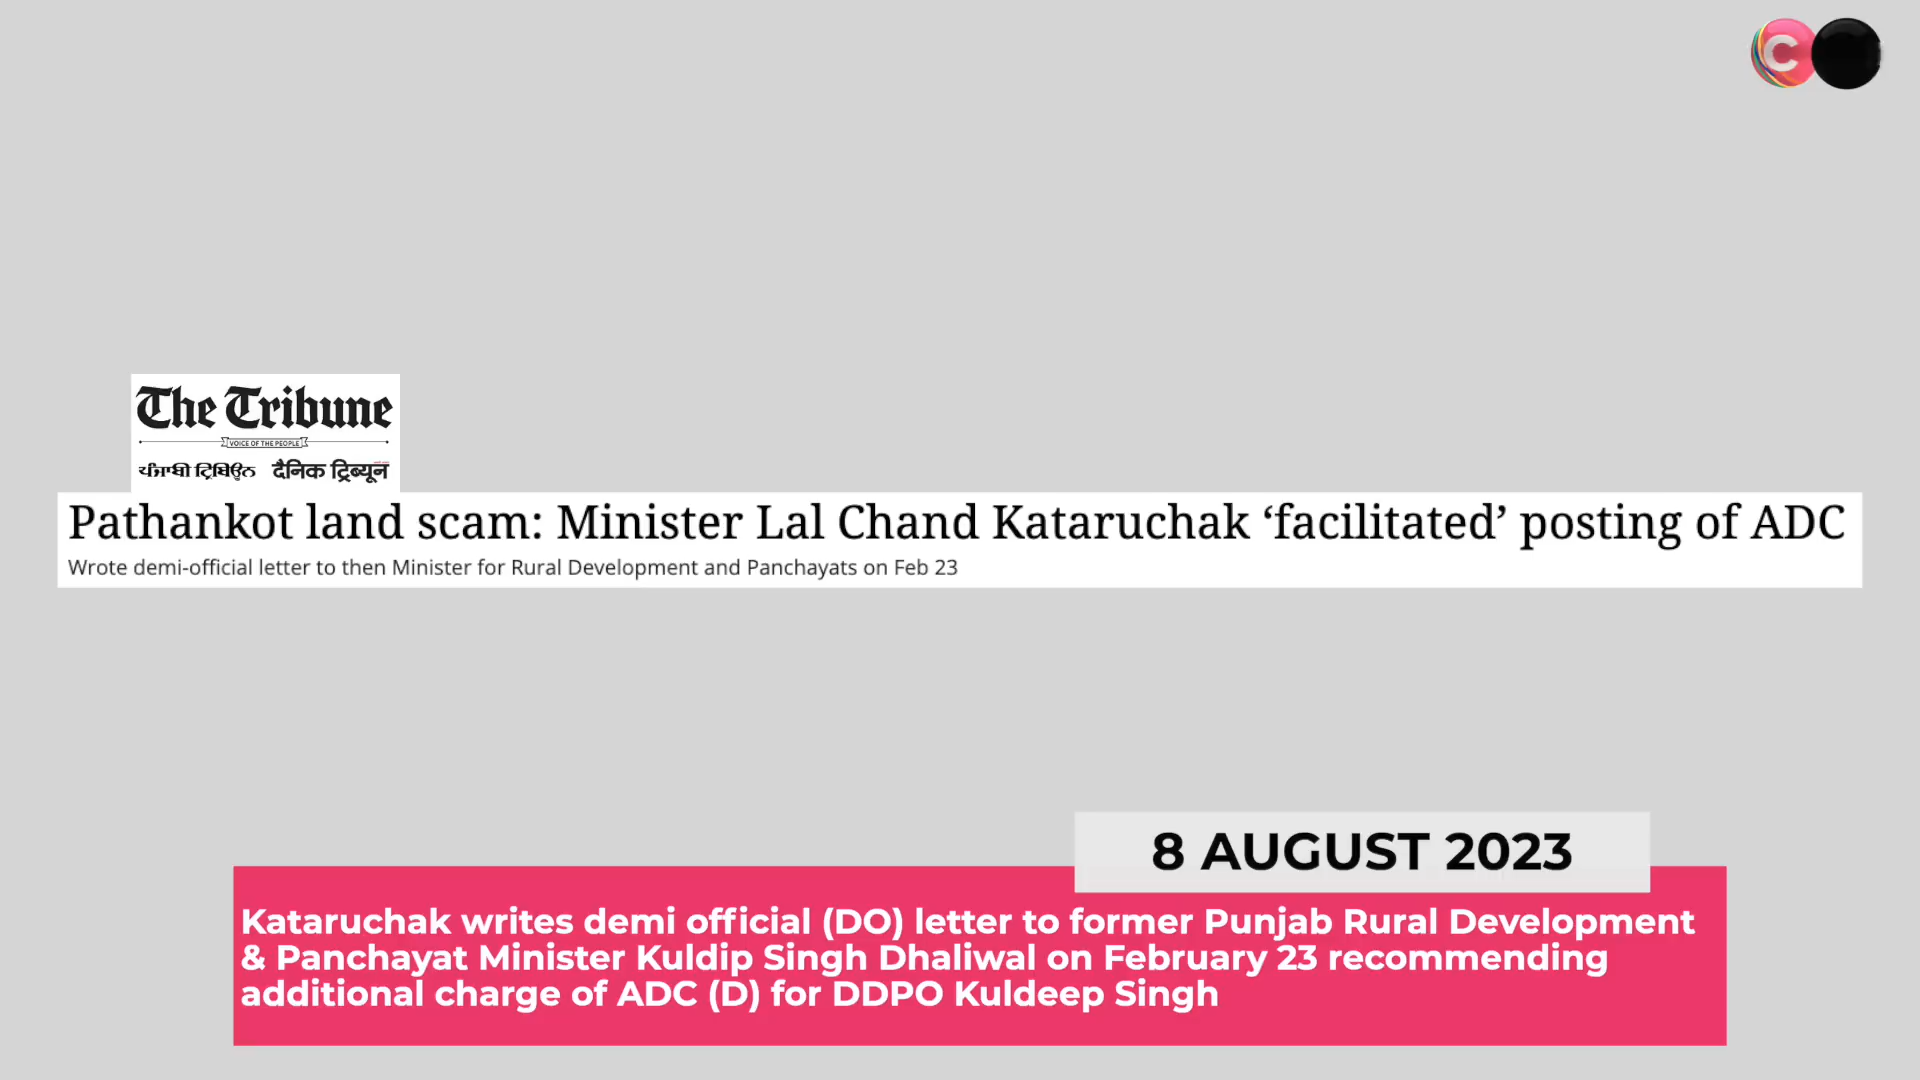 C
The Tribune
VOICE OF THE PEOPLE
ਪੰਜਾਬੀ ਟ੍ਰਿਬਿਊਨ दैनिक ट्रिब्यून
Pathankot land scam: Minister Lal Chand Kataruchak ‘facilitated’ posting of ADC
Wrote demi-official letter to then Minister for Rural Development and Panchayats on Feb 23
8 AUGUST 2023
Kataruchak writes demi official (DO) letter to former Punjab Rural Development
& Panchayat Minister Kuldip Singh Dhaliwal on February 23 recommending
additional charge of ADC (D) for DDPO Kuldeep Singh